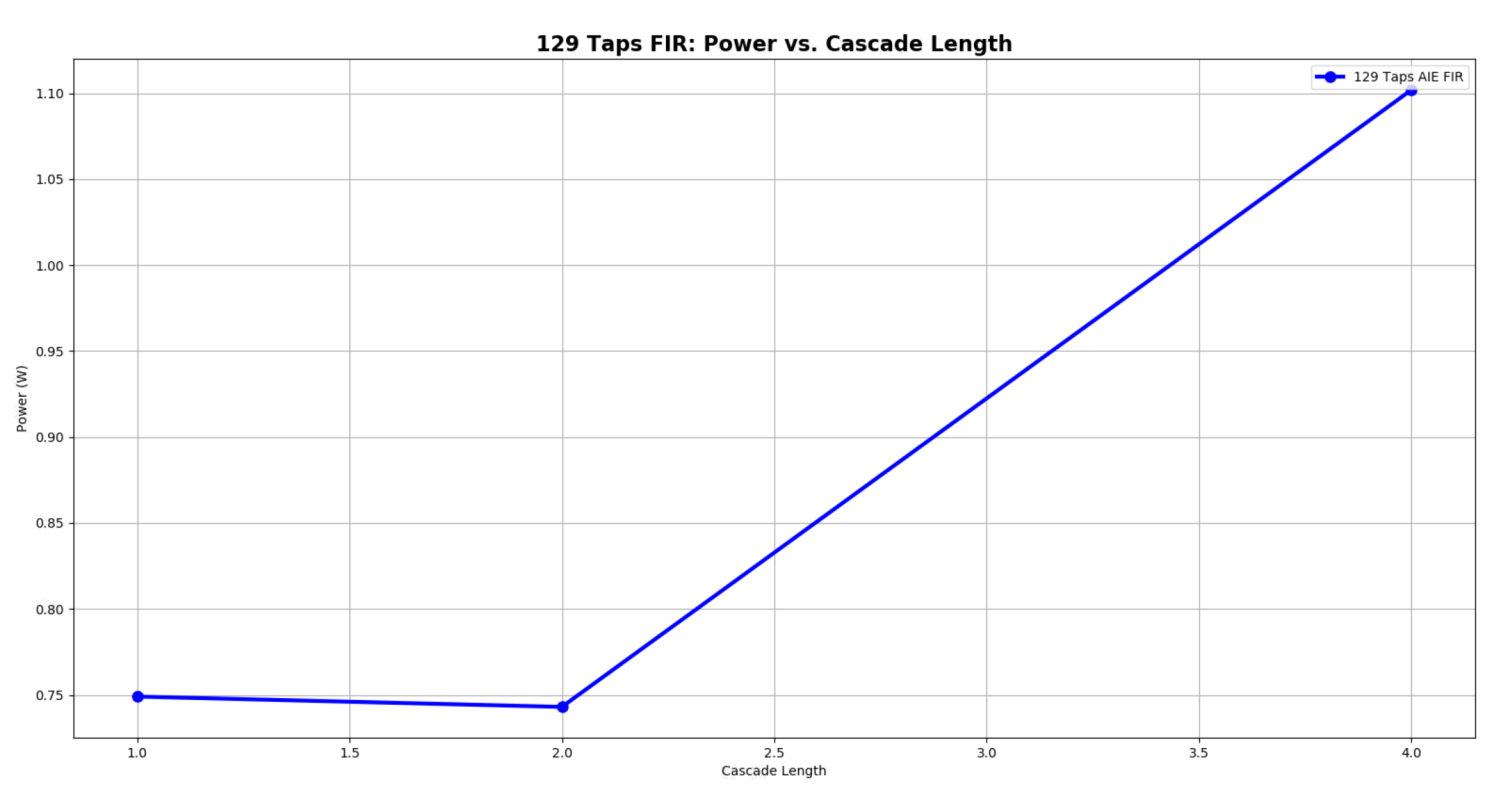 129 Taps FIR: Power vs. Cascade Length
129 Taps AIE FIR
1.10
1.05
1.00
0.95
0.90
0.85
0.80
0.75
Power (W)
1.0 1.5 2.0 2.5 3.0 3.5 4.0
Cascade Length